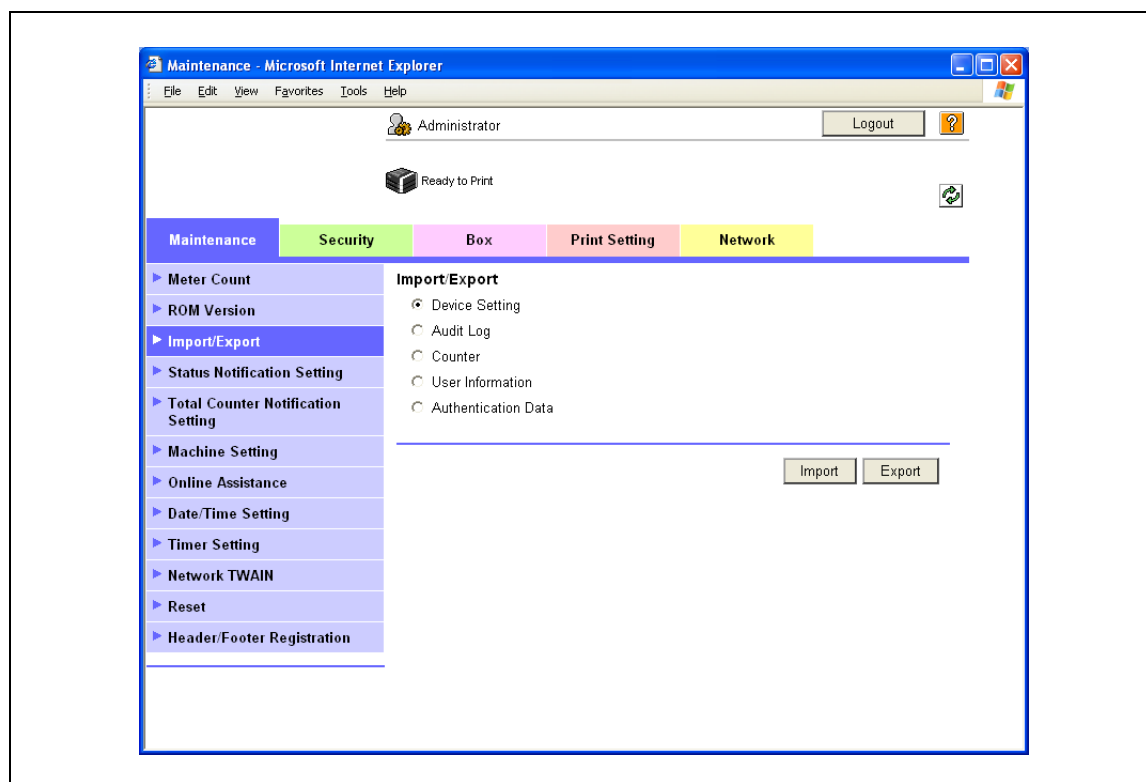 Maintenance - Microsoft Internet Explorer
File Edit View Favorites Tools Help
Administrator
Logout
?
Ready to Print
Maintenance Security Box Print Setting Network
Meter Count
ROM Version
Import/Export
Status Notification Setting
Total Counter Notification
Setting
Machine Setting
Online Assistance
Date/Time Setting
Timer Setting
Network TWAIN
Reset
Header/Footer Registration
Import/Export
Device Setting
Audit Log
Counter
User Information
Authentication Data
Import Export